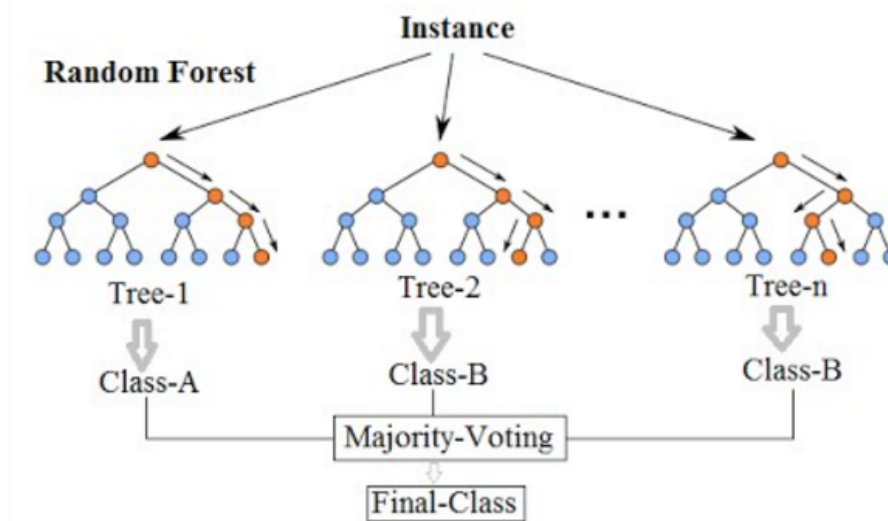 Instance
Random Forest
...
Tree-1
Tree-2
Tree-n
Class-A
Class-B
Class-B
Majority-Voting
Final-Class